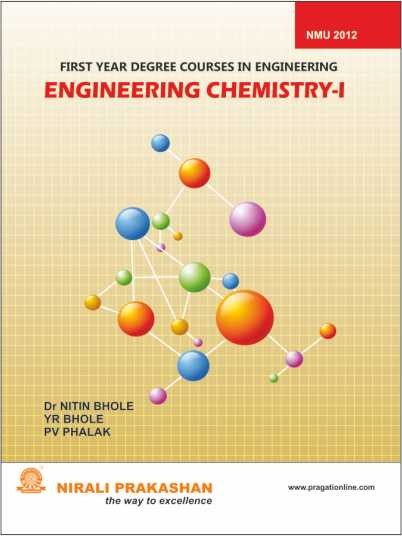 NMU 2012
FIRST YEAR DEGREE COURSES IN ENGINEERING
ENGINEERING CHEMISTRY-I
Dr NITIN BHOLE
YR BHOLE
PV PHALAK
NIRALI PRAKASHAN
the way to excellence
www.pragationline.com